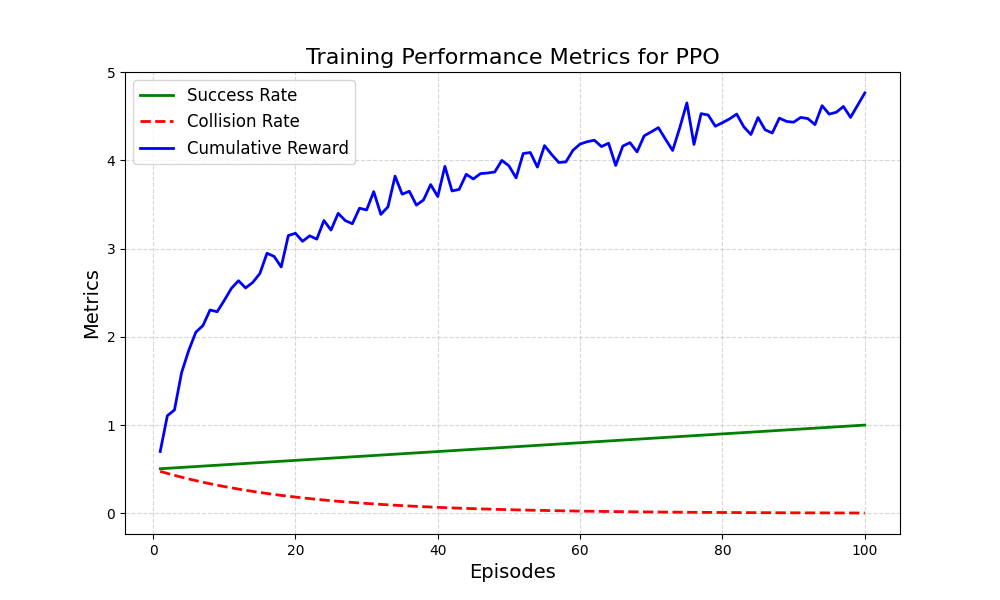 Training Performance Metrics for PPO
Success Rate
Collision Rate
Cumulative Reward
Metrics
5
4
3
2
1
0
0 20 40 60 80 100
Episodes